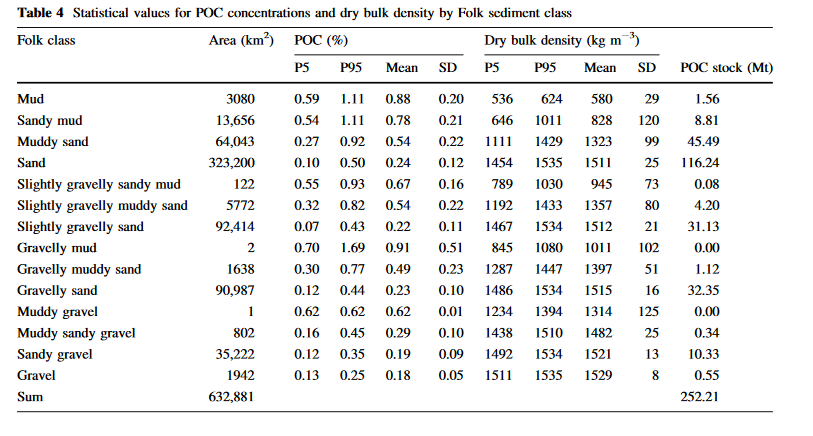 Table 4 Statistical values for POC concentrations and dry bulk density by Folk sediment class
Folk class Area (km²) POC (%) Dry bulk density (kg m⁻³)
P5 P95 Mean SD P5 P95 Mean SD POC stock (Mt)
Mud 3080 0.59 1.11 0.88 0.20 536 624 580 29 1.56
Sandy mud 13,656 0.54 1.11 0.78 0.21 646 1011 828 120 8.81
Muddy sand 64,043 0.27 0.92 0.54 0.22 1111 1429 1323 99 45.49
Sand 323,200 0.10 0.50 0.24 0.12 1454 1535 1511 25 116.24
Slightly gravelly sandy mud 122 0.55 0.93 0.67 0.16 789 1030 945 73 0.08
Slightly gravelly muddy sand 5772 0.32 0.82 0.54 0.22 1192 1433 1357 80 4.20
Slightly gravelly sand 92,414 0.07 0.43 0.22 0.11 1467 1534 1512 21 31.13
Gravelly mud 2 0.70 1.69 0.91 0.51 845 1080 1011 102 0.00
Gravelly muddy sand 1638 0.30 0.77 0.49 0.23 1287 1447 1397 51 1.12
Gravelly sand 90,987 0.12 0.44 0.23 0.10 1486 1534 1515 16 32.35
Muddy gravel 1 0.62 0.62 0.62 0.01 1234 1394 1314 125 0.00
Muddy sandy gravel 802 0.16 0.45 0.29 0.10 1438 1510 1482 25 0.34
Sandy gravel 35,222 0.12 0.35 0.19 0.09 1492 1534 1521 13 10.33
Gravel 1942 0.13 0.25 0.18 0.05 1511 1535 1529 8 0.55
Sum 632,881 252.21